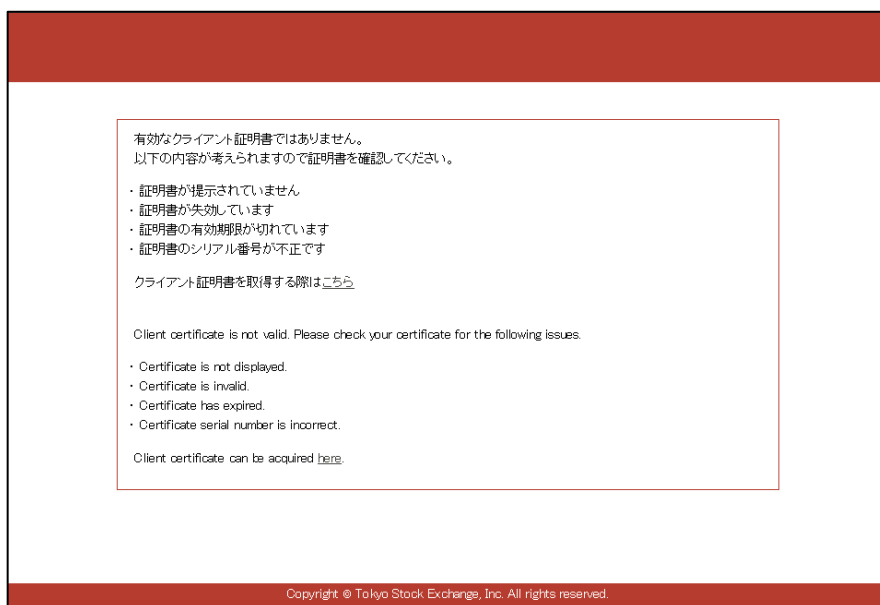 有効なクライアント証明書ではありません。
以下の内容が考えられますので証明書を確認してください。
・証明書が提示されていません
・証明書が失効しています
・証明書の有効期限が切れています
・証明書のシリアル番号が不正です
クライアント証明書を取得する際はこちら
Client certificate is not valid. Please check your certificate for the following issues.
・Certificate is not displayed.
・Certificate is invalid.
・Certificate has expired.
・Certificate serial number is incorrect.
Client certificate can be acquired here.
Copyright © Tokyo Stock Exchange, Inc. All rights reserved.